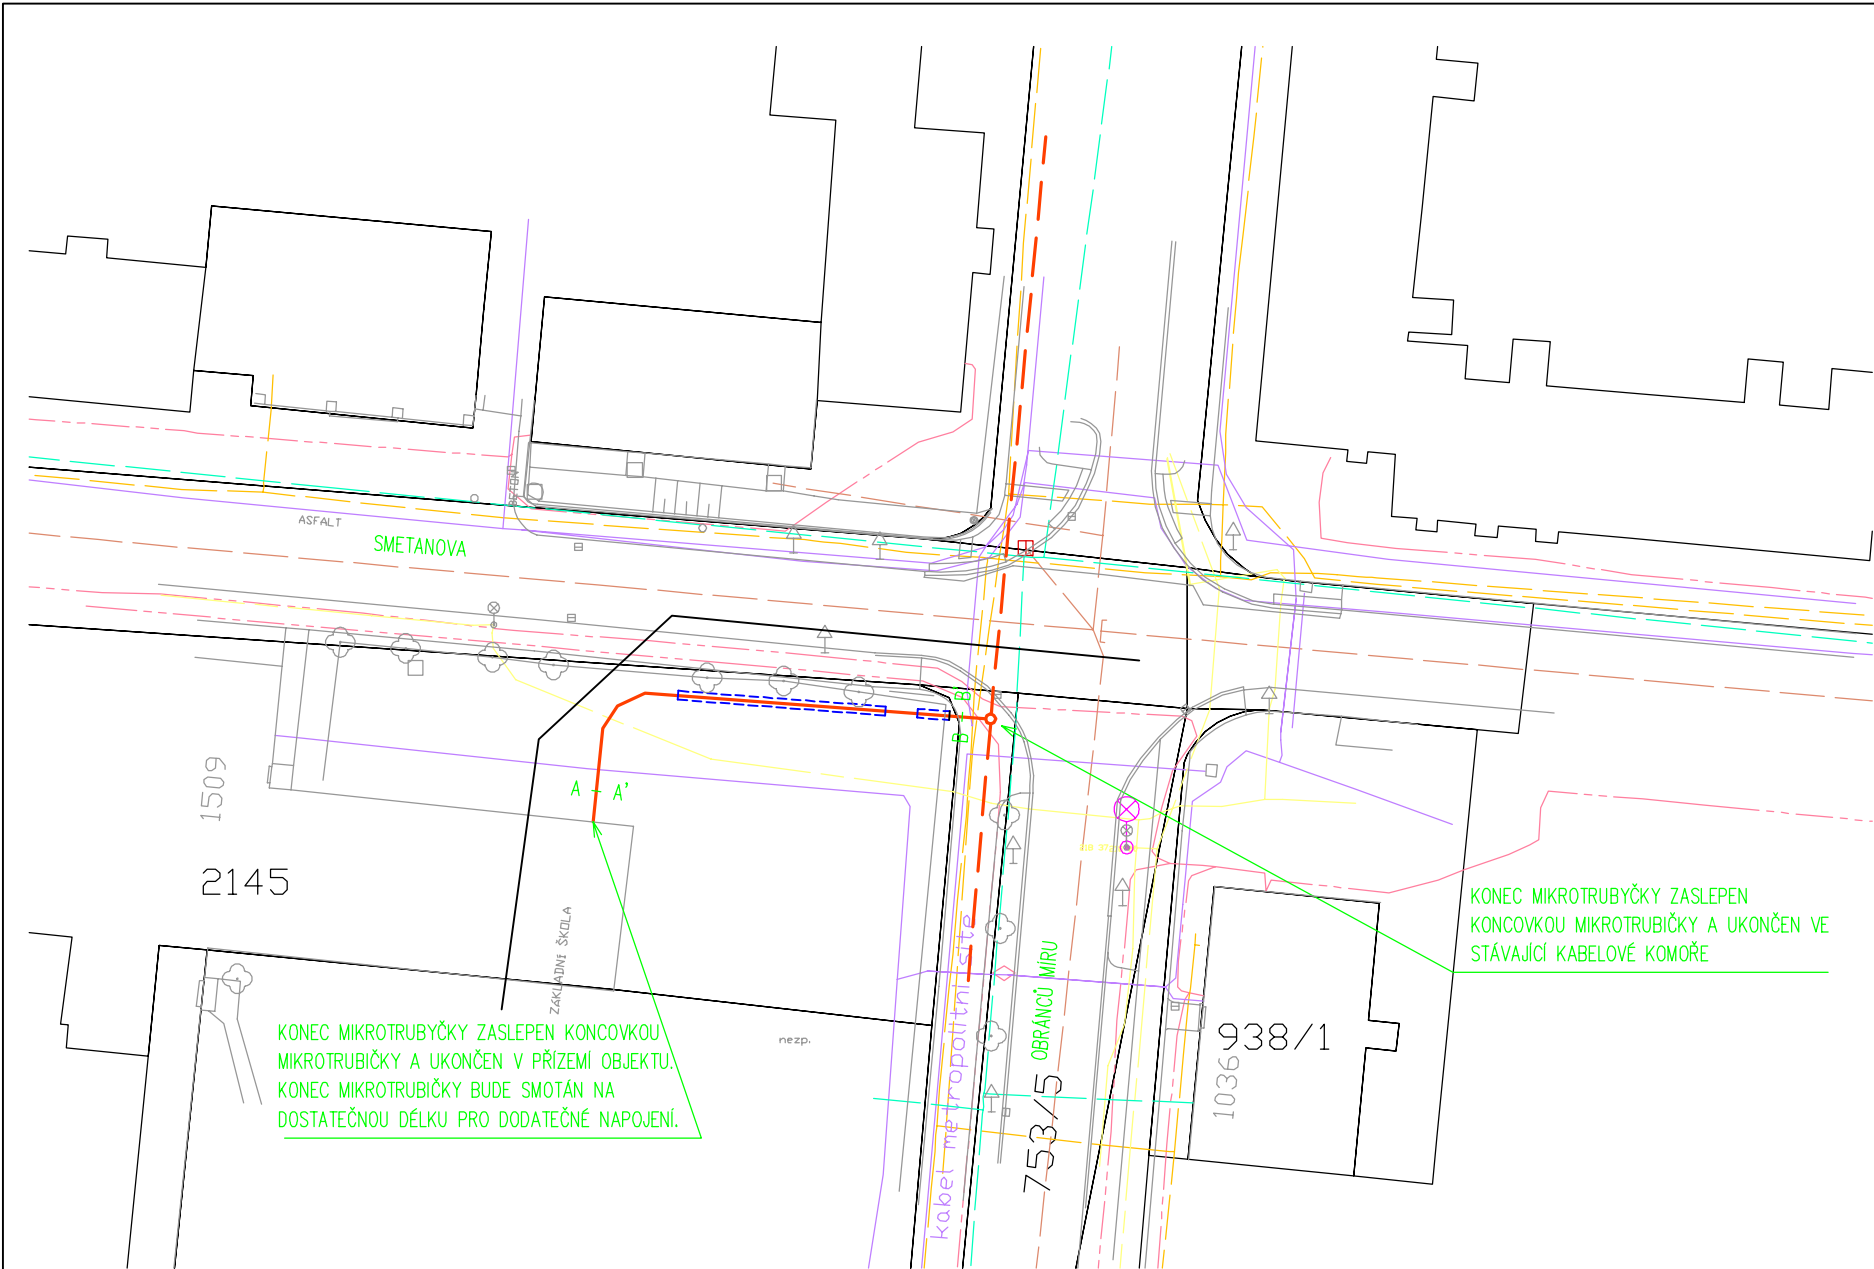 ASFALT
SMETANOVA
BETON
B - B'
A - A'
1509
2145
ZÁKLADNÍ ŠKOLA
KONEC MIKROTRUBYČKY ZASLEPEN KONCOVKOU
MIKROTRUBIČKY A UKONČEN V PŘÍZEMÍ OBJEKTU.
KONEC MIKROTRUBIČKY BUDE SMOTÁN NA
DOSTATEČNOU DÉLKU PRO DODATEČNÉ NAPOJENÍ.
nezp.
kabel metropolitni site
OBRÁNCŮ MÍRU
753/5
KONEC MIKROTRUBYČKY ZASLEPEN
KONCOVKOU MIKROTRUBIČKY A UKONČEN VE
STÁVAJÍCÍ KABELOVÉ KOMOŘE
938/1
1036